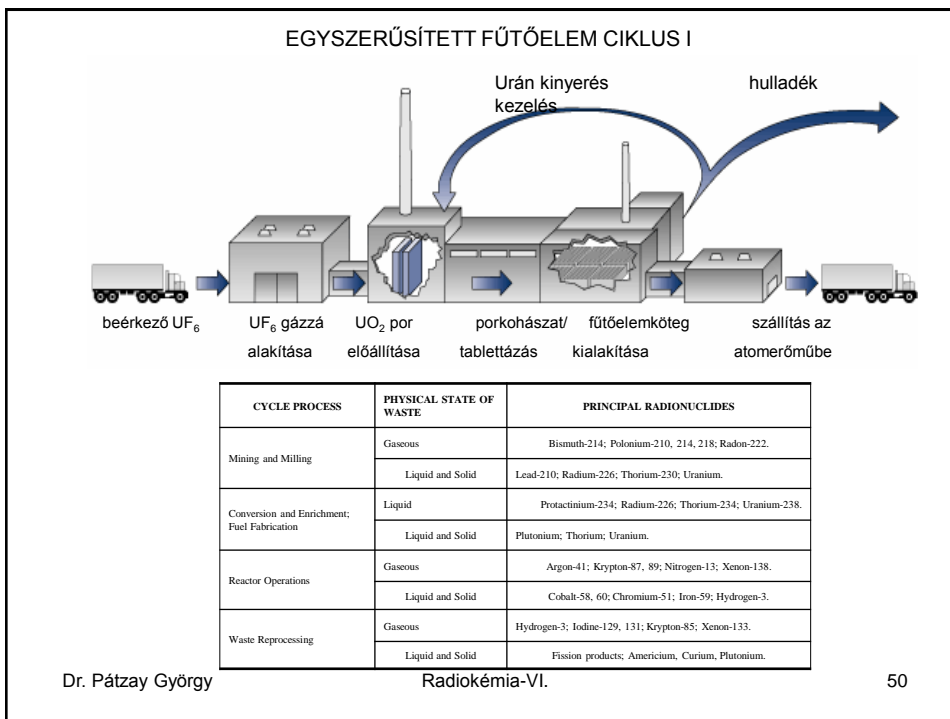 EGYSZERŰSÍTETT FŰTŐELEM CIKLUS I
Urán kinyerés
kezelés
hulladék
beérkező UF₆
UF₆ gázzá
alakítása
UO₂ por
előállítása
porkohászat/
tablettázás
fűtőelemköteg
kialakítása
szállítás az
atomerőműbe
CYCLE PROCESS
PHYSICAL STATE OF
WASTE
PRINCIPAL RADIONUCLIDES
Mining and Milling
Gaseous
Bismuth-214; Polonium-210, 214, 218; Radon-222.
Liquid and Solid
Lead-210; Radium-226; Thorium-230; Uranium.
Conversion and Enrichment;
Fuel Fabrication
Liquid
Protactinium-234; Radium-226; Thorium-234; Uranium-238.
Liquid and Solid
Plutonium; Thorium; Uranium.
Reactor Operations
Gaseous
Argon-41; Krypton-87, 89; Nitrogen-13; Xenon-138.
Liquid and Solid
Cobalt-58, 60; Chromium-51; Iron-59; Hydrogen-3.
Waste Reprocessing
Gaseous
Hydrogen-3; Iodine-129, 131; Krypton-85; Xenon-133.
Liquid and Solid
Fission products; Americium, Curium, Plutonium.
Dr. Pátzay György
Radiokémia-VI.
50